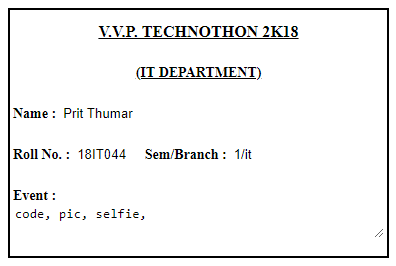 V.V.P. TECHNOTHON 2K18
(IT DEPARTMENT)
Name : Prit Thumar
Roll No. : 18IT044 Sem/Branch : 1/it
Event :
code, pic, selfie,